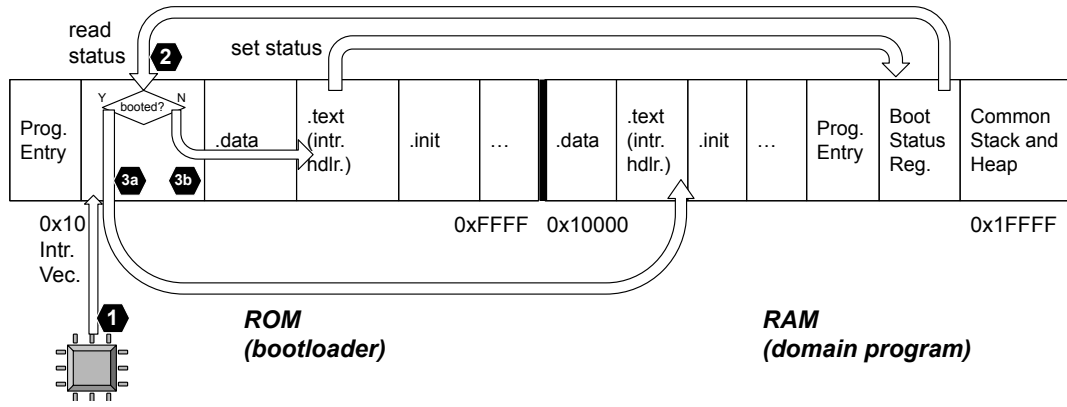 read
status
2
set status
Y
N
booted?
Prog.
Entry
.data
.text
(intr.
hdlr.)
.init
…
.data
.text
(intr.
hdlr.)
.init
…
Prog.
Entry
Boot
Status
Reg.
Common
Stack and
Heap
3a
3b
0x10
Intr.
Vec.
0xFFFF
0x10000
0x1FFFF
1
ROM
(bootloader)
RAM
(domain program)